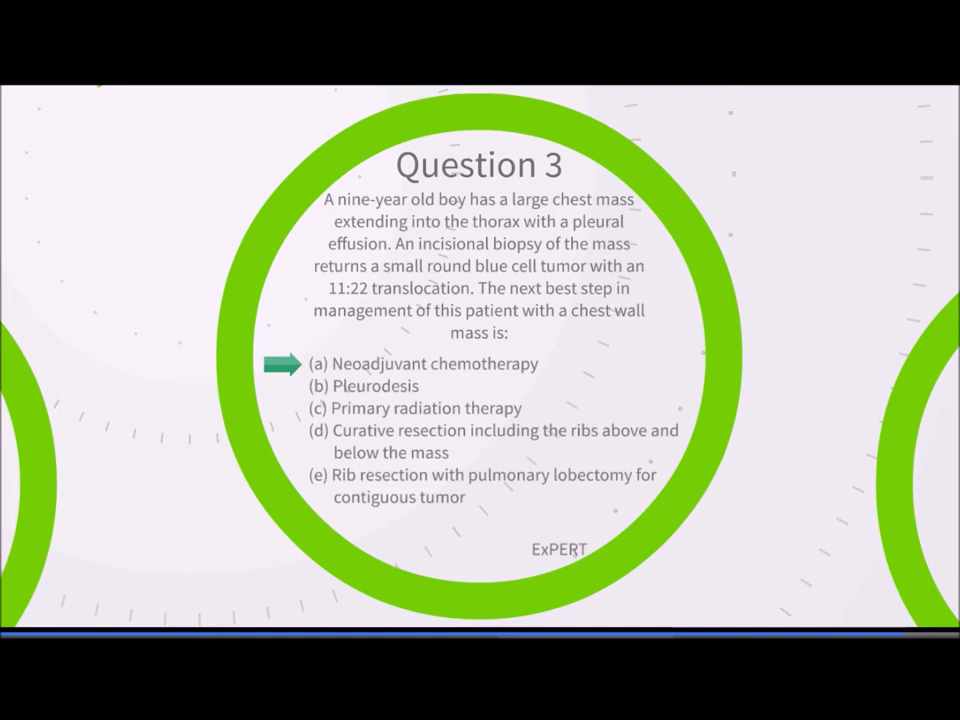 Question 3
A nine-year old boy has a large chest mass
extending into the thorax with a pleural
effusion. An incisional biopsy of the mass
returns a small round blue cell tumor with an
11:22 translocation. The next best step in
management of this patient with a chest wall
mass is:
(a) Neoadjuvant chemotherapy
(b) Pleurodesis
(c) Primary radiation therapy
(d) Curative resection including the ribs above and
below the mass
(e) Rib resection with pulmonary lobectomy for
contiguous tumor
ExPERT